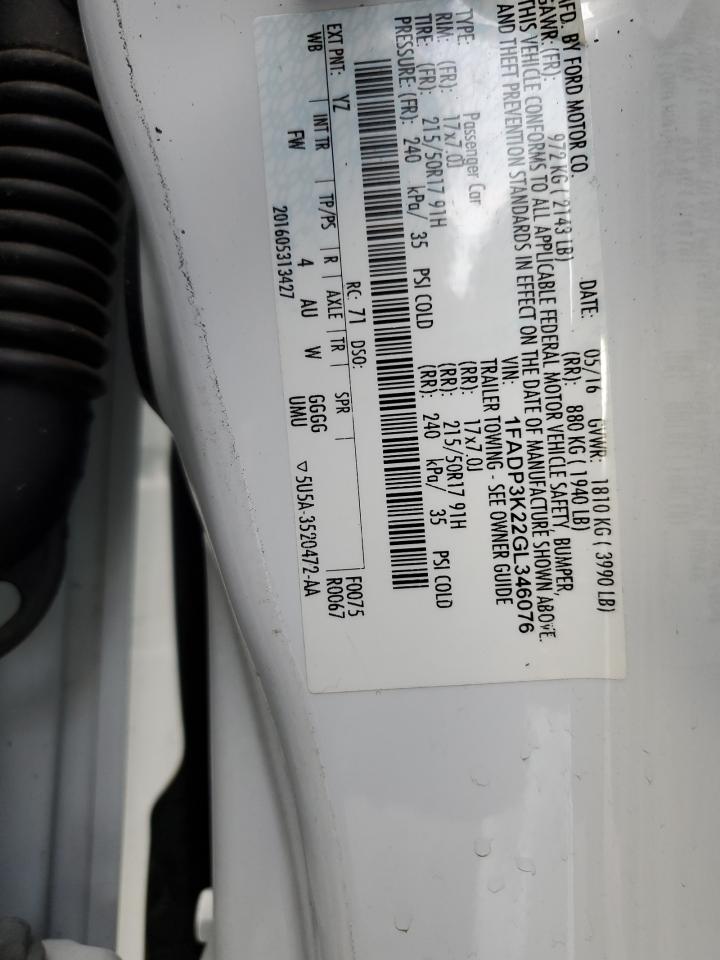 MFD. BY FORD MOTOR CO.
DATE: 05/16 GVWR: 1810 KG ( 3990 LB)
GAWR: (FR): 972 KG ( 2143 LB) (RR): 880 KG ( 1940 LB)
THIS VEHICLE CONFORMS TO ALL APPLICABLE FEDERAL MOTOR VEHICLE SAFETY, BUMPER,
AND THEFT PREVENTION STANDARDS IN EFFECT ON THE DATE OF MANUFACTURE SHOWN ABOVE.
VIN: 1FADP3K22GL346076
TYPE: Passenger Car TRAILER TOWING - SEE OWNER GUIDE
RIM: (FR): 17x7.0J (RR): 17x7.0J
TIRE: (FR): 215/50R17 91H (RR): 215/50R17 91H
PRESSURE: (FR): 240 kPa/ 35 PSI COLD (RR): 240 kPa/ 35 PSI COLD
EXT PNT: YZ RC: 71 DSO: F0075
WB | INT TR | TP/PS | R | AXLE | TR | SPR | R0067
FW 4 AU W GGGG
UMU
201605313427 ▽ 5U5A-3520472-AA